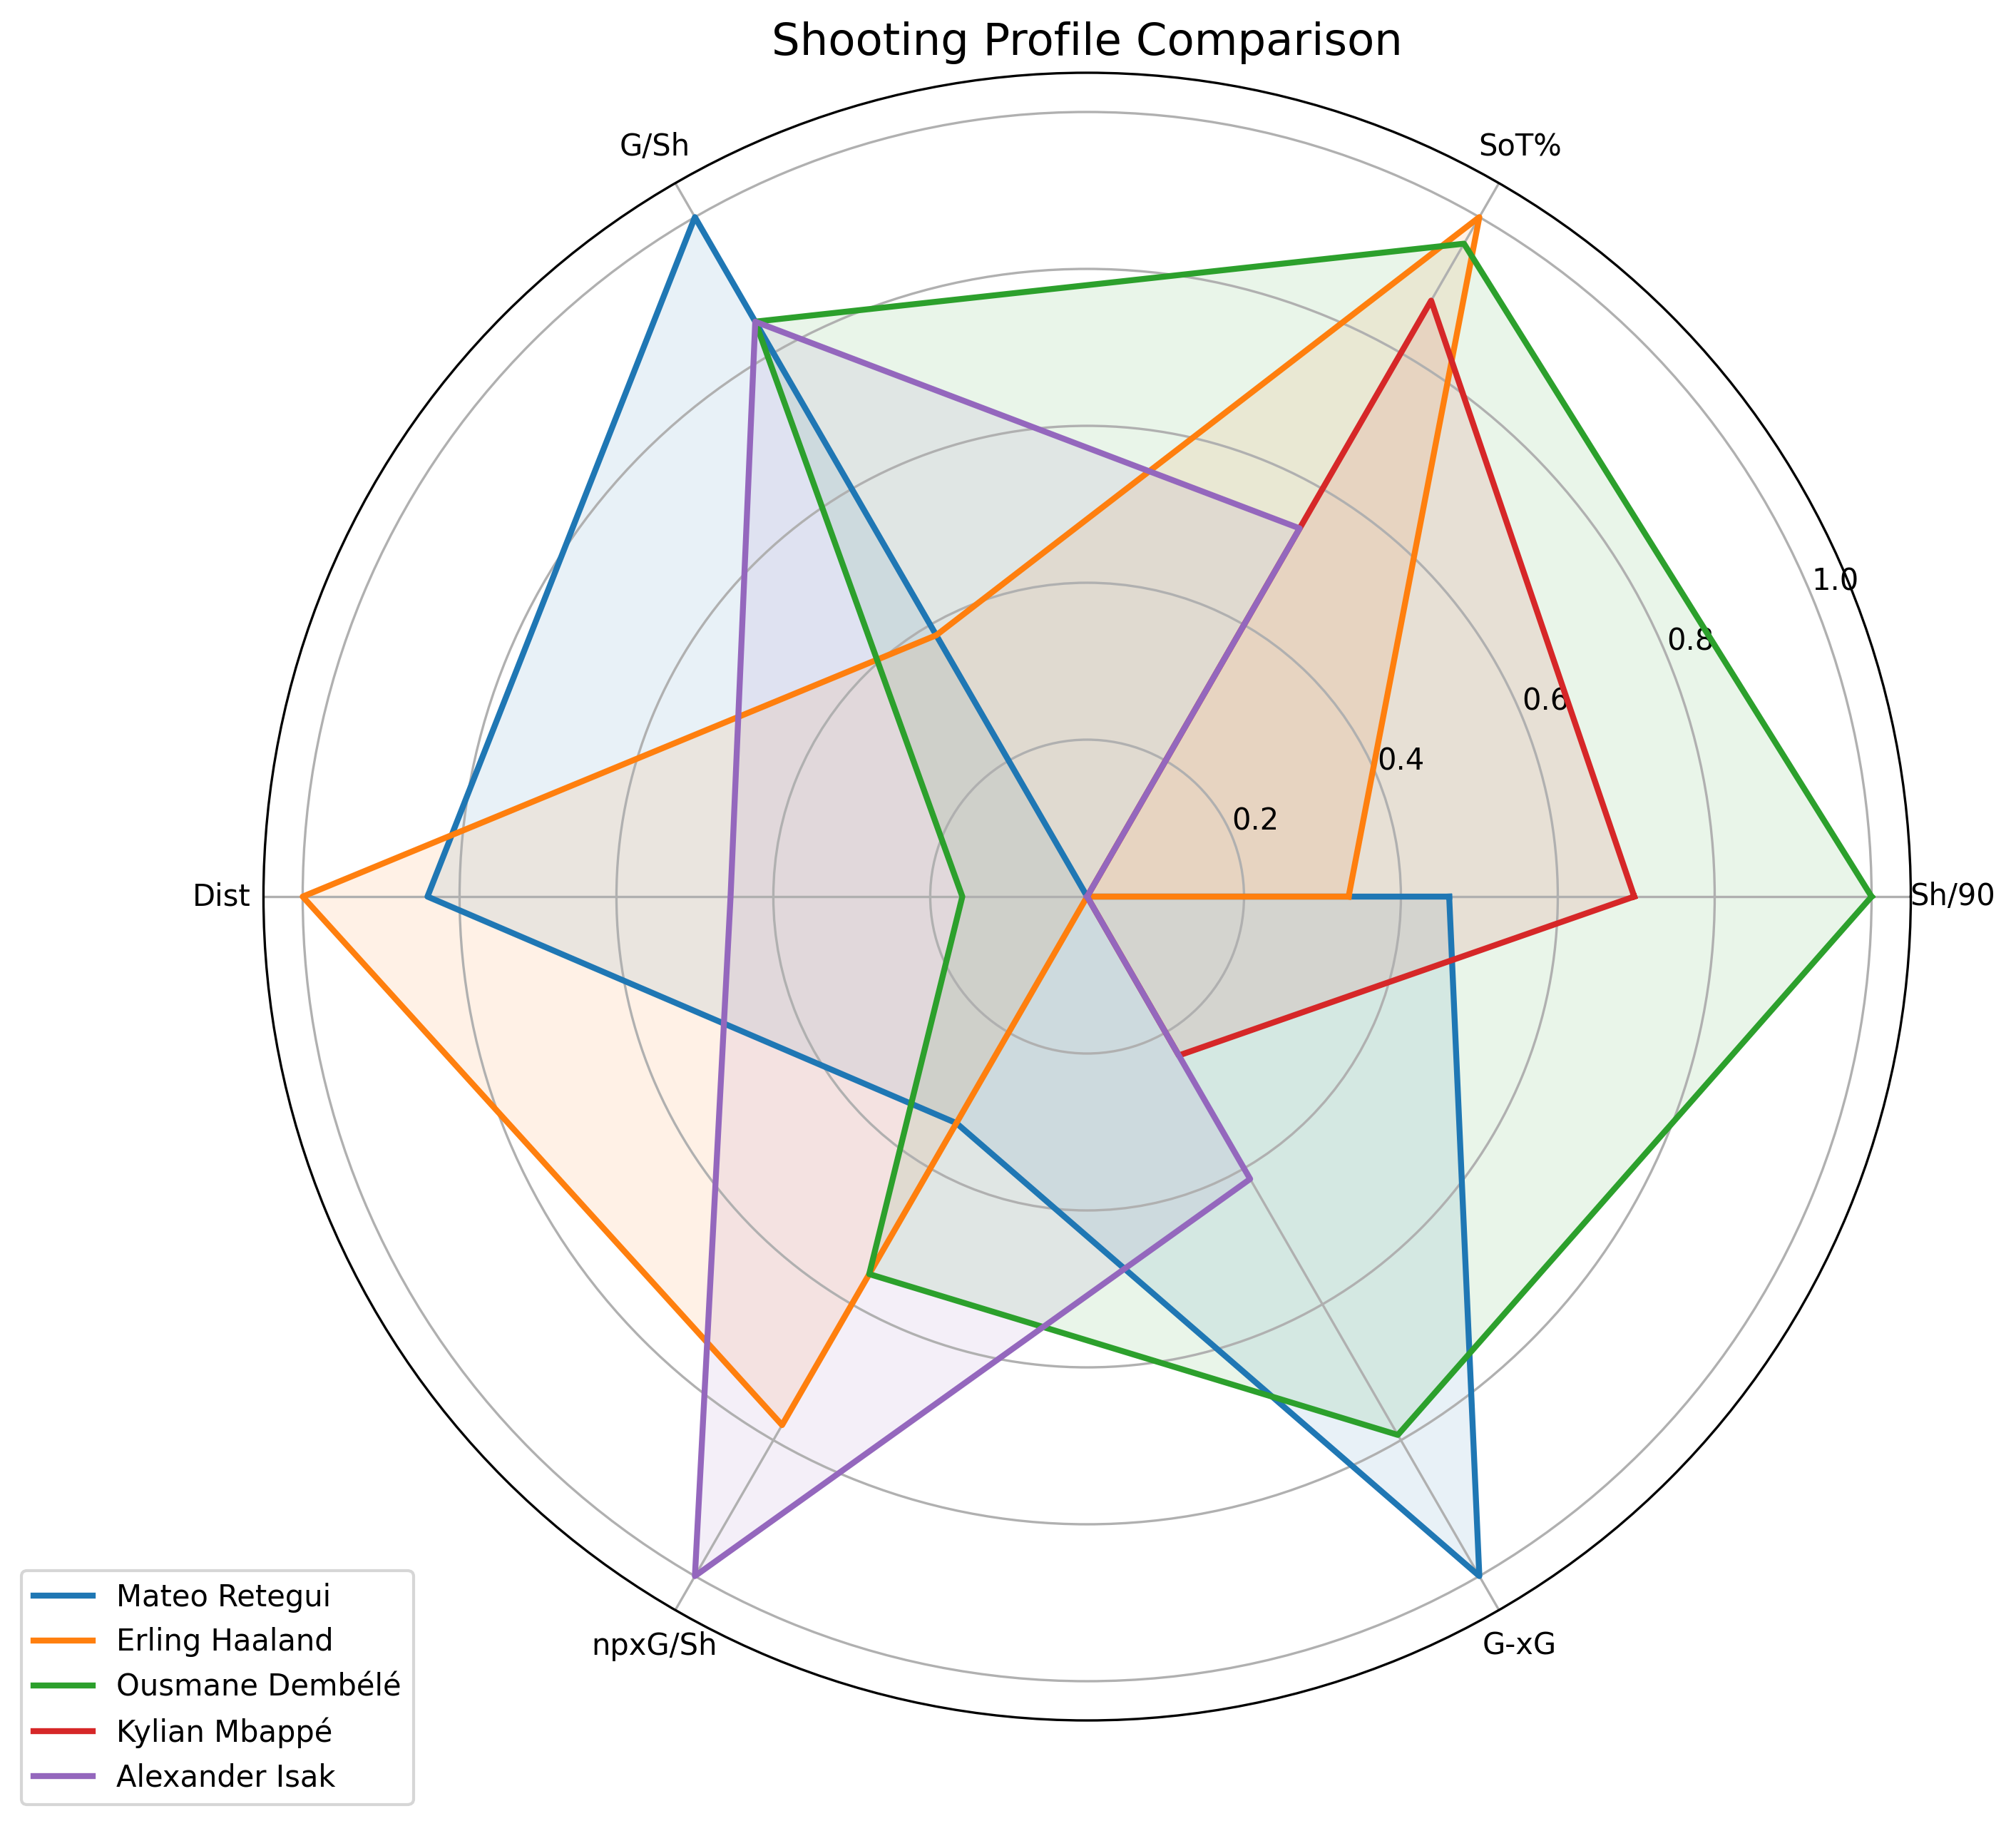 Shooting Profile Comparison
G/Sh
SoT%
1.0
0.8
0.6
0.4
0.2
Dist
Sh/90
npxG/Sh
G-xG
Mateo Retegui
Erling Haaland
Ousmane Dembélé
Kylian Mbappé
Alexander Isak